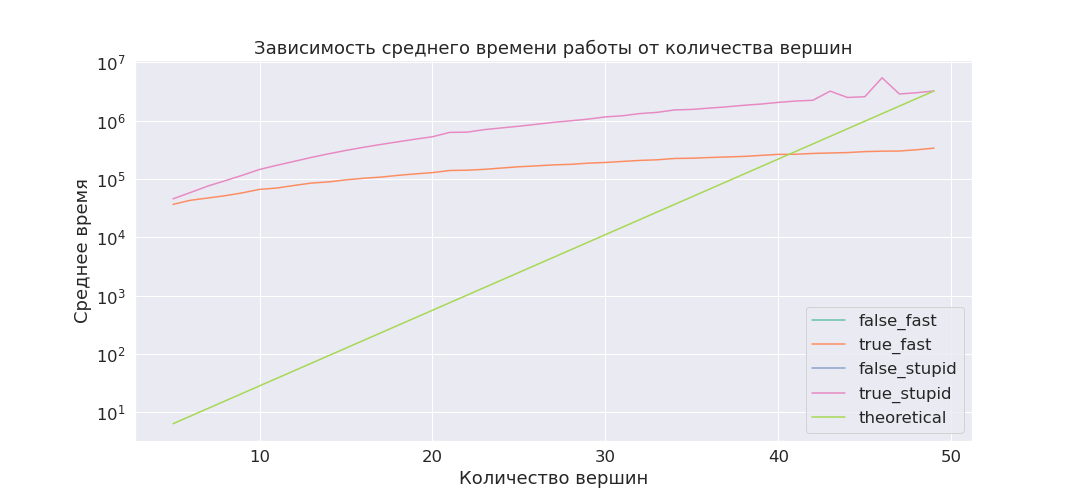 Зависимость среднего времени работы от количества вершин
Среднее время
10^7
10^6
10^5
10^4
10^3
10^2
10^1
10 20 30 40 50
Количество вершин
false_fast
true_fast
false_stupid
true_stupid
theoretical